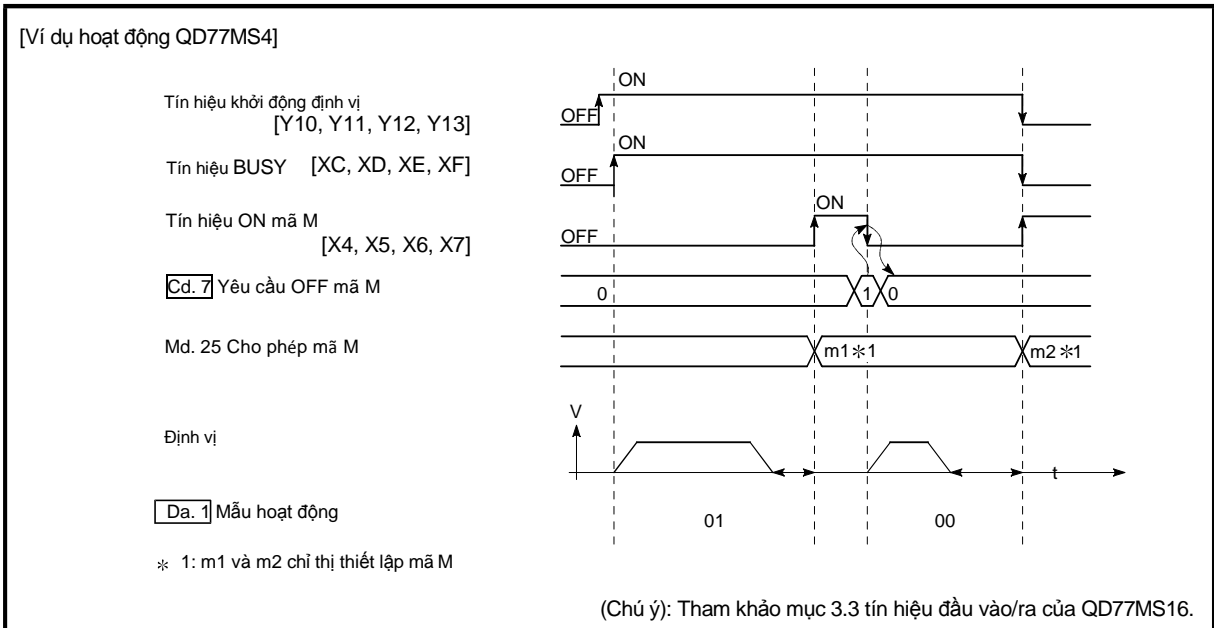 [Ví dụ hoạt động QD77MS4]
Tín hiệu khởi động định vị
[Y10, Y11, Y12, Y13]
OFF
ON
Tín hiệu BUSY [XC, XD, XE, XF]
OFF
ON
Tín hiệu ON mã M
[X4, X5, X6, X7]
OFF
ON
Cd. 7 Yêu cầu OFF mã M
0
1
0
Md. 25 Cho phép mã M
m1*1
m2*1
Định vị
V
t
Da. 1 Mẫu hoạt động
01
00
* 1: m1 và m2 chỉ thị thiết lập mã M
(Chú ý): Tham khảo mục 3.3 tín hiệu đầu vào/ra của QD77MS16.